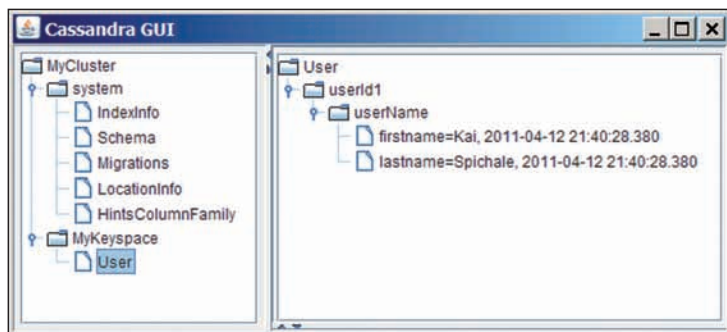 Cassandra GUI
MyCluster
system
IndexInfo
Schema
Migrations
LocationInfo
HintsColumnFamily
MyKeyspace
User
User
userId1
userName
firstname=Kai, 2011-04-12 21:40:28.380
lastname=Spichale, 2011-04-12 21:40:28.380